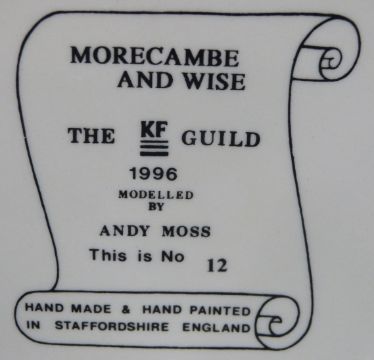 MORECAMBE
AND WISE
THE KF GUILD
1996
MODELLED
BY
ANDY MOSS
This is No 12
HAND MADE & HAND PAINTED
IN STAFFORDSHIRE ENGLAND